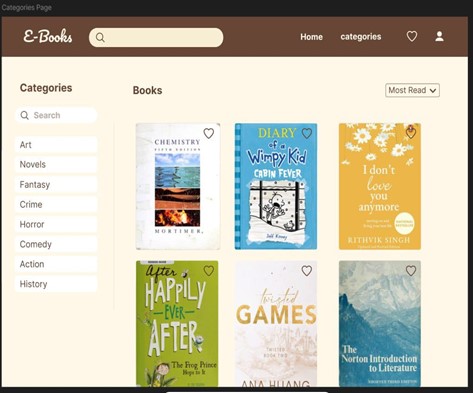 Categories Page
E-Books
Home
categories
Categories
Books
Most Read
Search
Art
Novels
Fantasy
Crime
Horror
Comedy
Action
History
CHEMISTRY
FIFTH EDITION
MORTIMER
DIARY
of a
Wimpy Kid
CABIN FEVER
Jeff Kinney
I don't
love
you
anymore
RITHVIK SINGH
After
HAPPILY
EVER
AFTER
The Frog Prince
Hops to It
twisted
GAMES
TWISTED BOOK TWO
ANA HUANG
The
Norton Introduction
to Literature